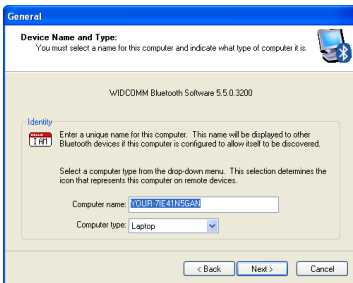 General
Device Name and Type:
You must select a name for this computer and indicate what type of computer it is.
WIDCOMM Bluetooth Software 5.5.0.3200
Identity
I AM
Enter a unique name for this computer. This name will be displayed to other
Bluetooth devices if this computer is configured to allow itself to be discovered.
Select a computer type from the drop-down menu. This selection determines the
icon that represents this computer on remote devices.
Computer name: YOUR-7IE41N5GAN
Computer type: Laptop
< Back Next > Cancel